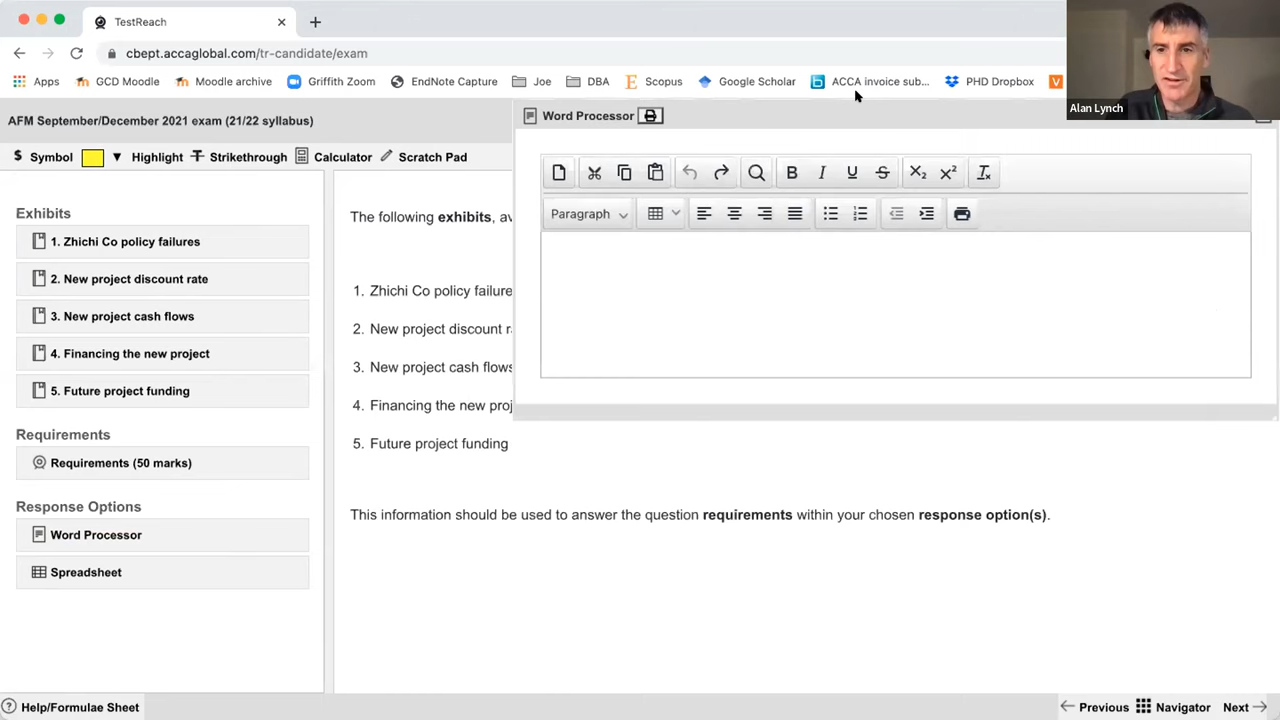 TestReach
cbept.accaglobal.com/tr-candidate/exam
Apps GCD Moodle Moodle archive Griffith Zoom EndNote Capture Joe DBA Scopus Google Scholar ACCA invoice sub... PHD Dropbox
Alan Lynch
AFM September/December 2021 exam (21/22 syllabus)
Word Processor
Symbol Highlight Strikethrough Calculator Scratch Pad
Paragraph
Exhibits
1. Zhichi Co policy failures
2. New project discount rate
3. New project cash flows
4. Financing the new project
5. Future project funding
Requirements
Requirements (50 marks)
Response Options
Word Processor
Spreadsheet
The following exhibits, av
1. Zhichi Co policy failure
2. New project discount r
3. New project cash flows
4. Financing the new proj
5. Future project funding
This information should be used to answer the question requirements within your chosen response option(s).
Help/Formulae Sheet
Previous Navigator Next